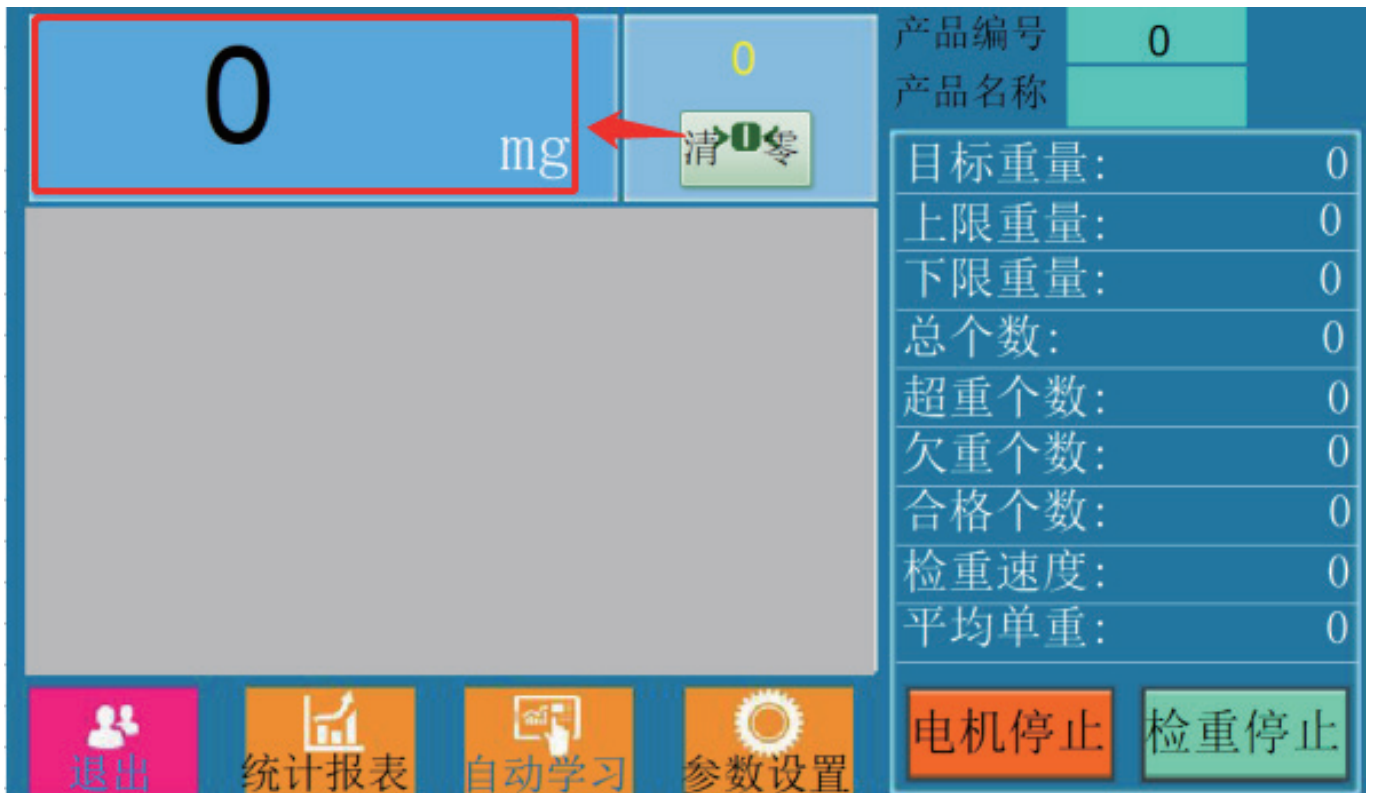 0
mg
0
清>0<零
产品编号 0
产品名称
目标重量: 0
上限重量: 0
下限重量: 0
总个数: 0
超重个数: 0
欠重个数: 0
合格个数: 0
检重速度: 0
平均单重: 0
退出
统计报表
自动学习
参数设置
电机停止
检重停止